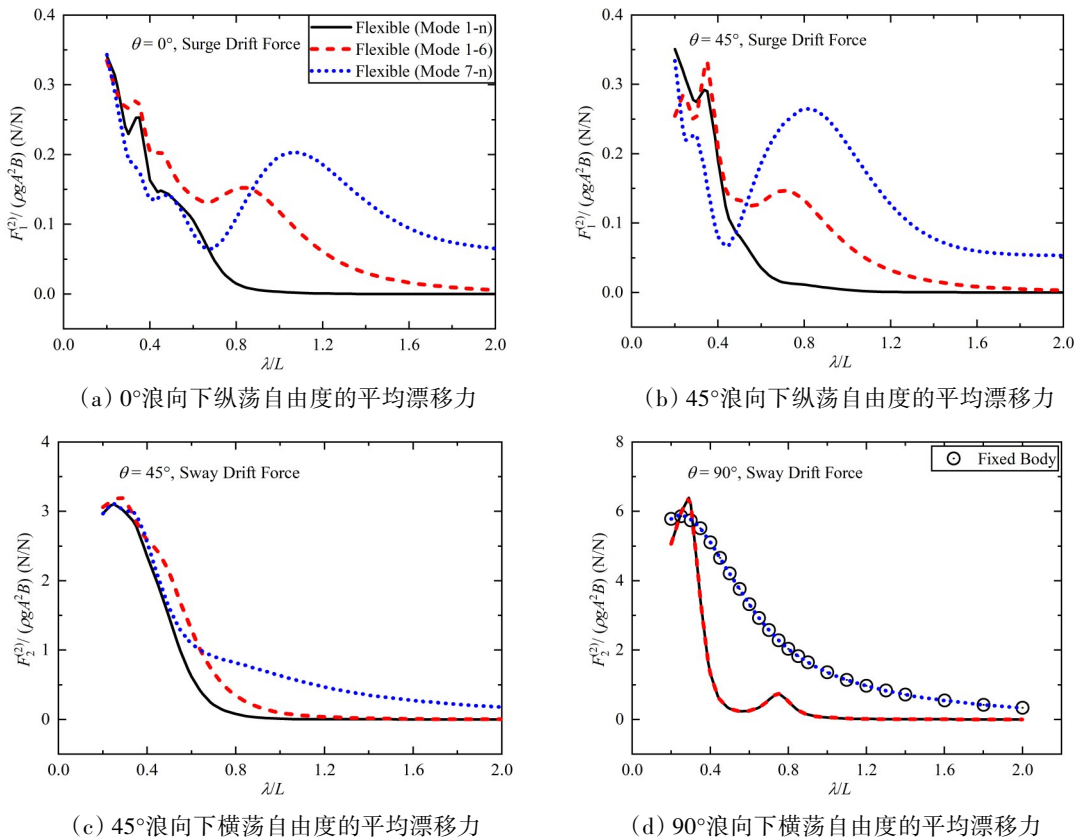 θ = 0°, Surge Drift Force
Flexible (Mode 1-n)
Flexible (Mode 1-6)
Flexible (Mode 7-n)
F₁⁽²⁾/ (ρgA²B) (N/N)
0.4
0.3
0.2
0.1
0.0
0.0 0.4 0.8 1.2 1.6 2.0
λ/L
(a) 0°浪向下纵荡自由度的平均漂移力
θ = 45°, Surge Drift Force
F₁⁽²⁾/ (ρgA²B) (N/N)
0.4
0.3
0.2
0.1
0.0
0.0 0.4 0.8 1.2 1.6 2.0
λ/L
(b) 45°浪向下纵荡自由度的平均漂移力
θ = 45°, Sway Drift Force
F₂⁽²⁾/ (ρgA²B) (N/N)
4
3
2
1
0
0.0 0.4 0.8 1.2 1.6 2.0
λ/L
(c) 45°浪向下横荡自由度的平均漂移力
θ = 90°, Sway Drift Force
Fixed Body
F₂⁽²⁾/ (ρgA²B) (N/N)
8
6
4
2
0
0.0 0.4 0.8 1.2 1.6 2.0
λ/L
(d) 90°浪向下横荡自由度的平均漂移力